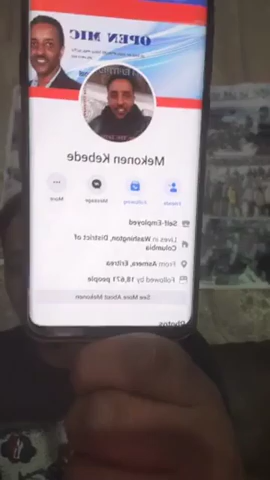 OPEN MIC
Mekonen Kebede
Friends
Following
Message
More
Self-Employed
Lives in Washington, District of
Columbia
From Asmera, Eritrea
Followed by 18,671 people
See More About Mekonen
Photos